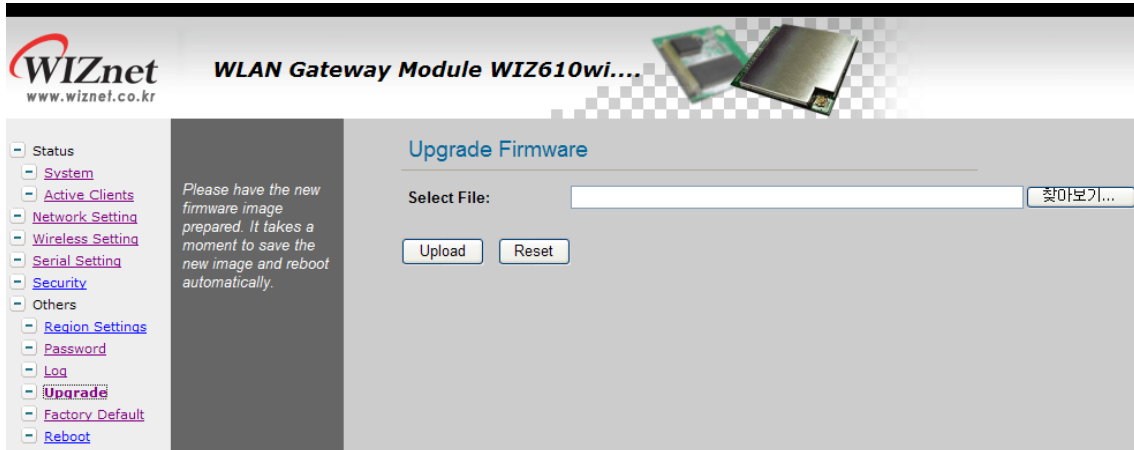 WIZnet
www.wiznet.co.kr
WLAN Gateway Module WIZ610wi....
Status
System
Active Clients
Network Setting
Wireless Setting
Serial Setting
Security
Others
Region Settings
Password
Log
Upgrade
Factory Default
Reboot
Please have the new
firmware image
prepared. It takes a
moment to save the
new image and reboot
automatically.
Upgrade Firmware
Select File:
찾아보기...
Upload Reset